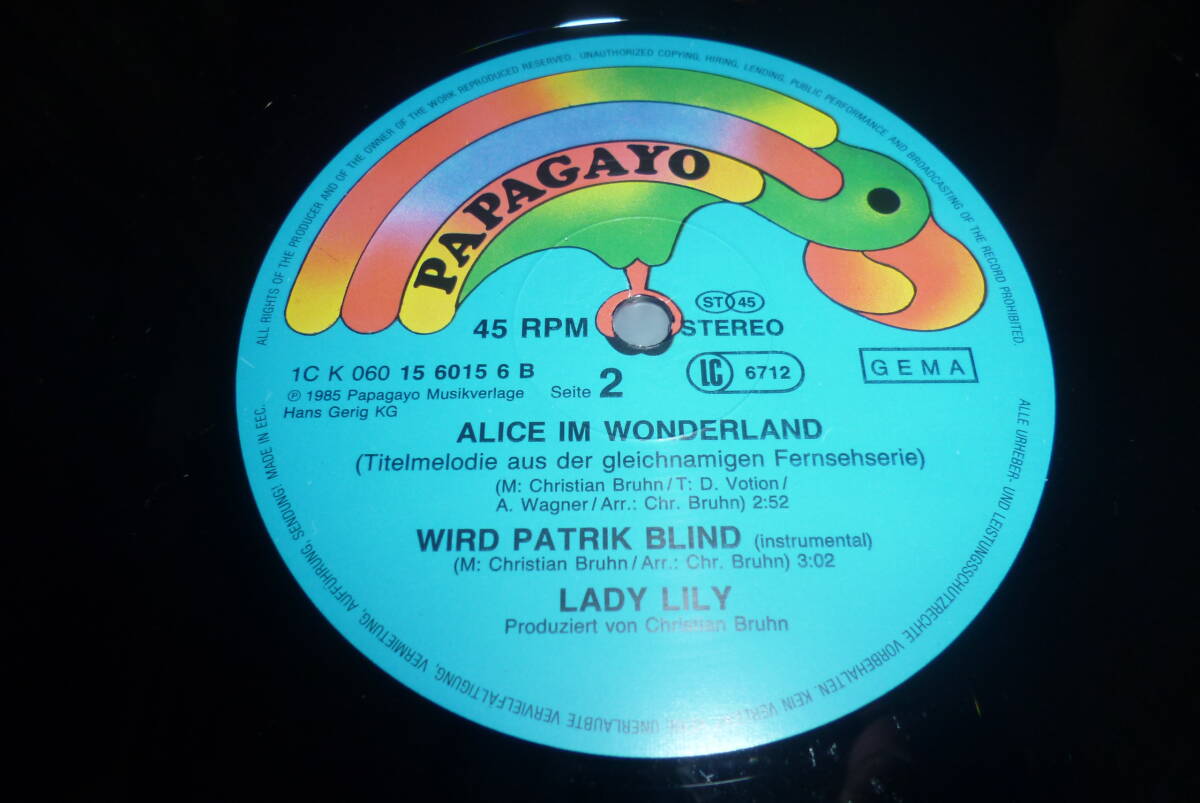 ALL RIGHTS OF THE PRODUCER AND OF THE OWNER OF THE WORK REPRODUCED RESERVED. UNAUTHORIZED COPYING, HIRING, LENDING, PUBLIC PERFORMANCE AND BROADCASTING OF THE RECORD PROHIBITED.
PAPAGAYO
ST 45
45 RPM STEREO
1C K 060 15 6015 6 B
LC 6712
GEMA
℗ 1985 Papagayo Musikverlage
Hans Gerig KG
Seite 2
ALICE IM WONDERLAND
(Titelmelodie aus der gleichnamigen Fernsehserie)
(M: Christian Bruhn/T: D. Votion/
A. Wagner/Arr.: Chr. Bruhn) 2:52
WIRD PATRIK BLIND (instrumental)
(M: Christian Bruhn/Arr.: Chr. Bruhn) 3:02
LADY LILY
Produziert von Christian Bruhn
ALLE URHEBER- UND LEISTUNGSSCHUTZRECHTE VORBEHALTEN. KEIN UNERLAUBTE VERVIELFÄLTIGUNG, VERMIETUNG, AUFFÜHRUNG, SENDUNG! MADE IN EEC.